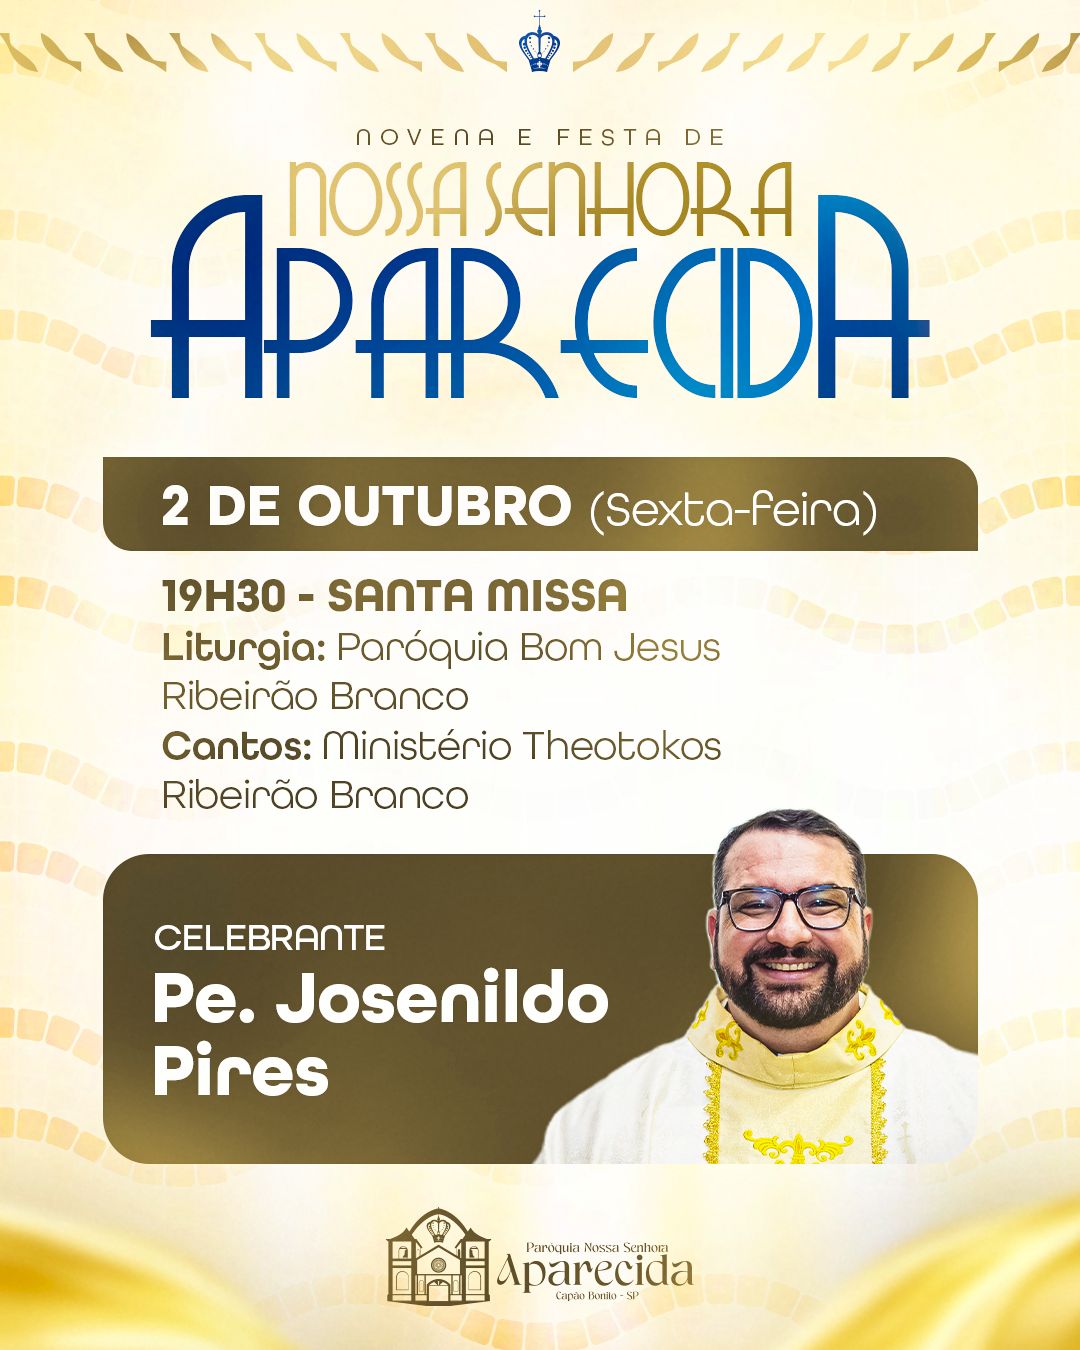 NOVENA E FESTA DE
NOSSA SENHORA
APARECIDA
2 DE OUTUBRO (Sexta-feira)
19H30 - SANTA MISSA
Liturgia: Paróquia Bom Jesus
Ribeirão Branco
Cantos: Ministério Theotokos
Ribeirão Branco
CELEBRANTE
Pe. Josenildo
Pires
Paróquia Nossa Senhora
Aparecida
Capão Bonito - SP